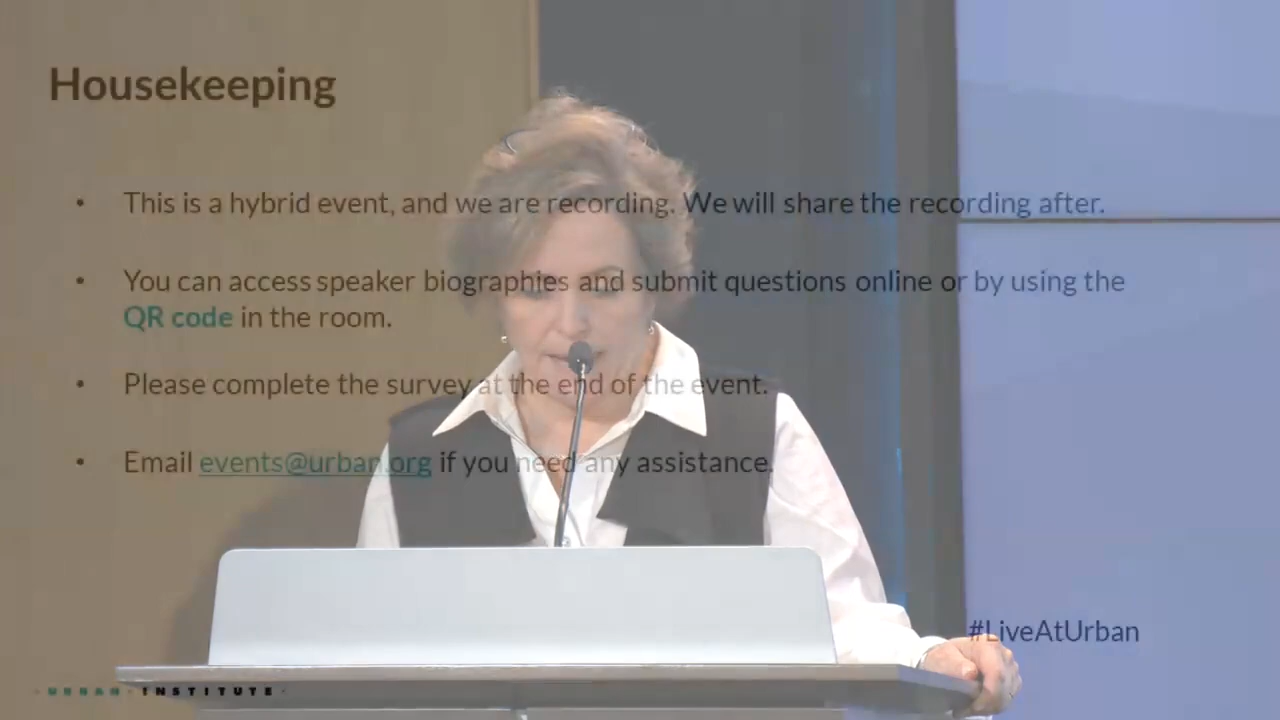 Housekeeping
• This is a hybrid event, and we are recording. We will share the recording after.
• You can access speaker biographies and submit questions online or by using the
QR code in the room.
• Please complete the survey at the end of the event.
• Email events@urban.org if you need any assistance.
#LiveAtUrban
· URBAN · INSTITUTE ·